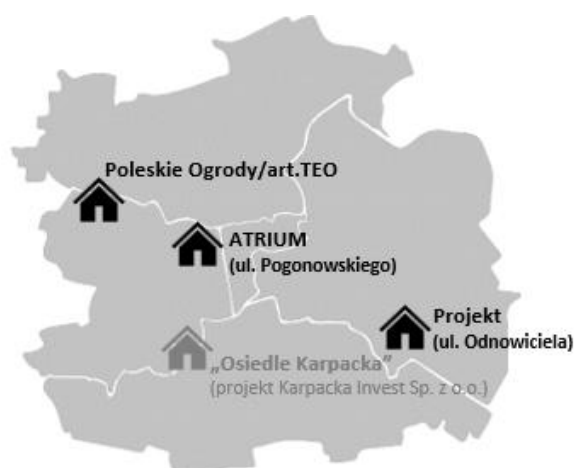 Poleskie Ogrody/art.TEO
ATRIUM
(ul. Pogonowskiego)
Projekt
(ul. Odnowiciela)
„Osiedle Karpacka”
(projekt Karpacka Invest Sp. z o.o.)